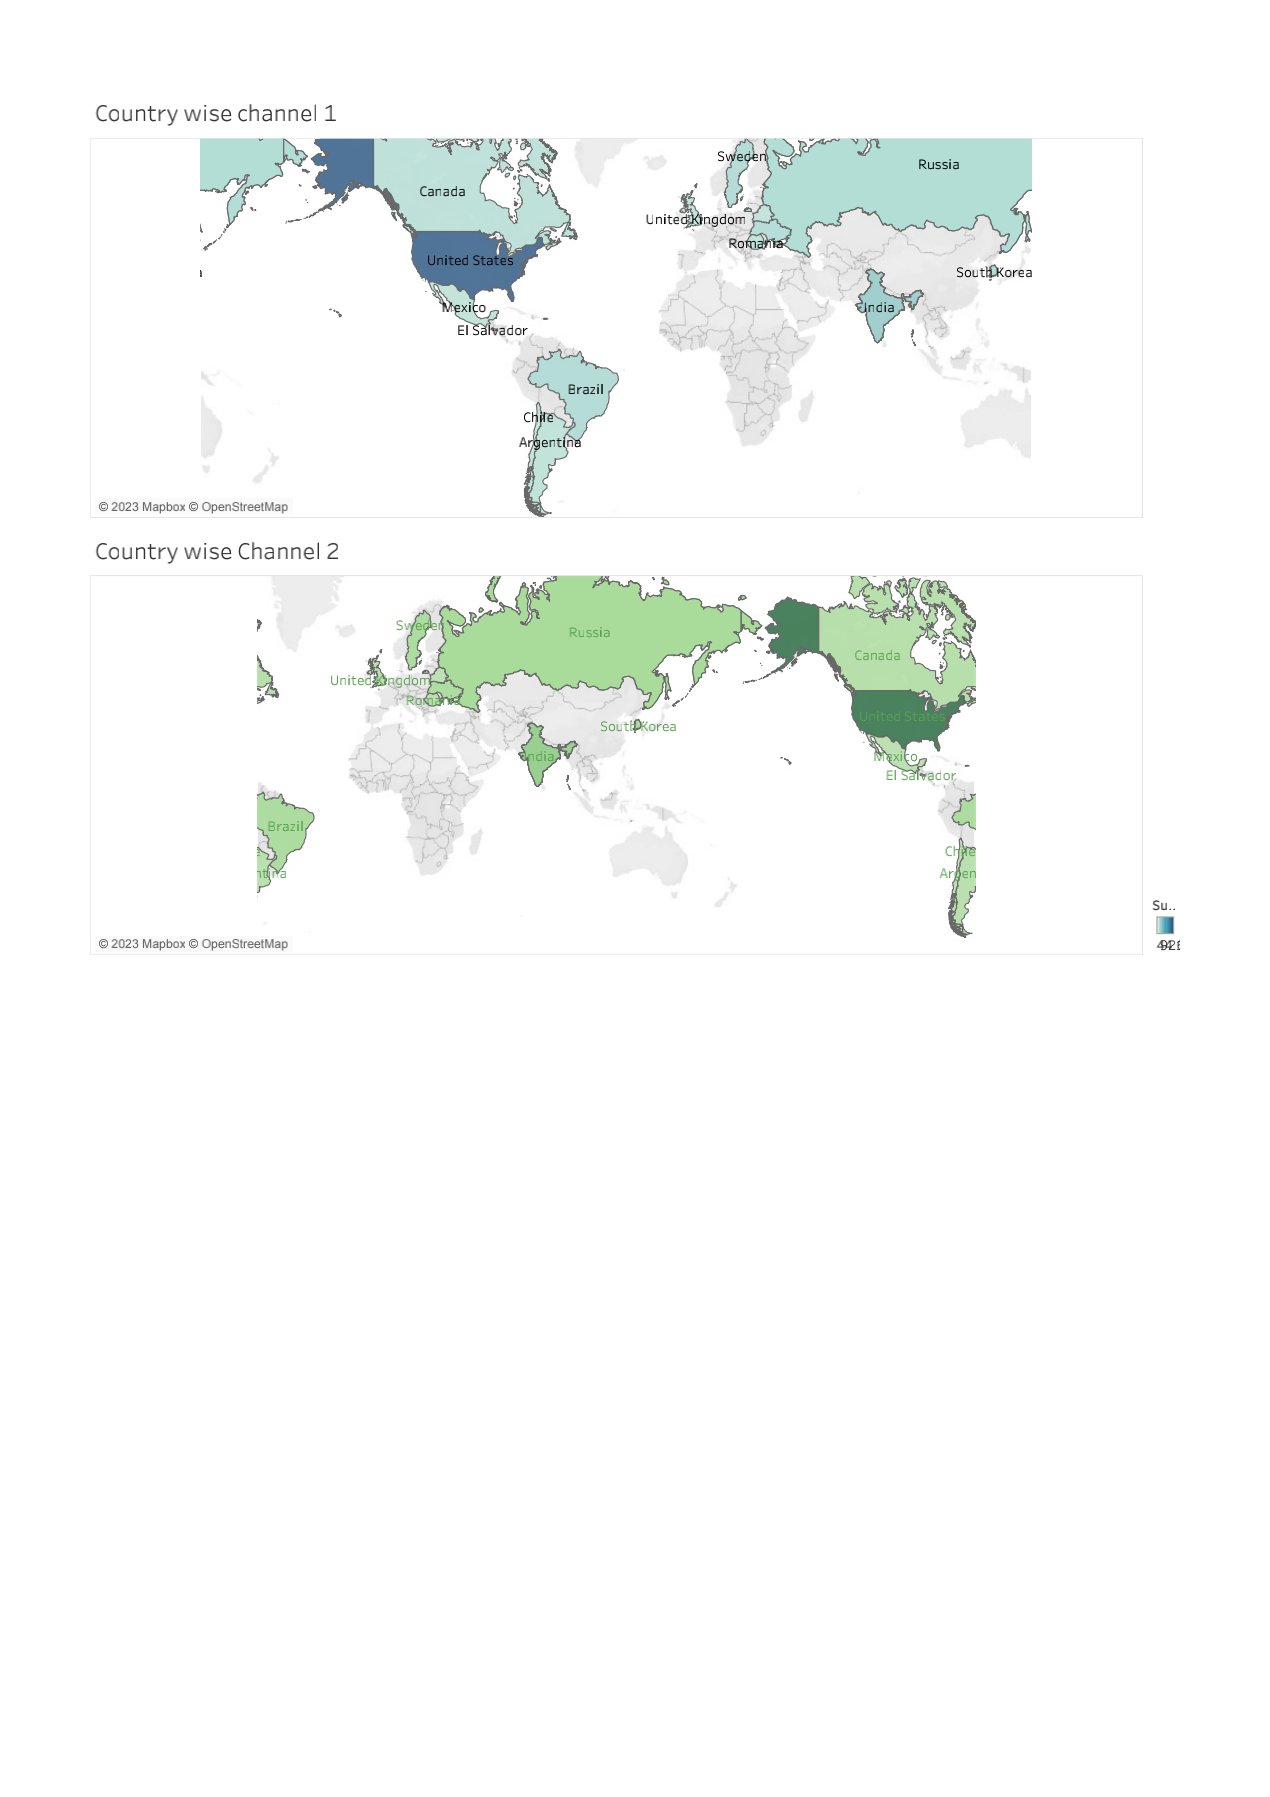 Country wise channel 1
Sweden
Russia
Canada
United Kingdom
Romania
United States
South Korea
Mexico
India
El Salvador
Brazil
Chile
Argentina
© 2023 Mapbox © OpenStreetMap
Country wise Channel 2
Sweden
Russia
Canada
United Kingdom
Romania
United States
South Korea
India
Mexico
El Salvador
Brazil
Chile
ntina
Argen
Su..
© 2023 Mapbox © OpenStreetMap